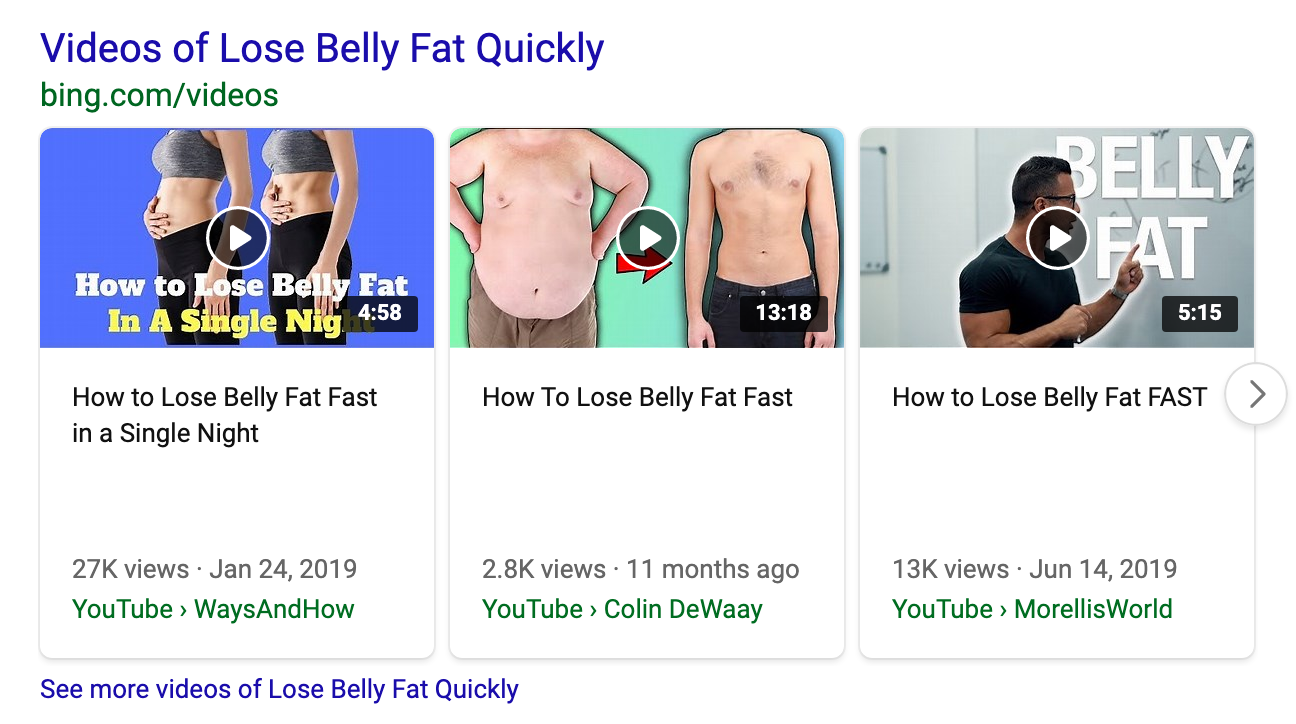 Videos of Lose Belly Fat Quickly
bing.com/videos
How to Lose Belly Fat
In A Single Night
4:58
13:18
BELLY
FAT
5:15
How to Lose Belly Fat Fast
in a Single Night
27K views · Jan 24, 2019
YouTube › WaysAndHow
How To Lose Belly Fat Fast
2.8K views · 11 months ago
YouTube › Colin DeWaay
How to Lose Belly Fat FAST
13K views · Jun 14, 2019
YouTube › MorellisWorld
See more videos of Lose Belly Fat Quickly